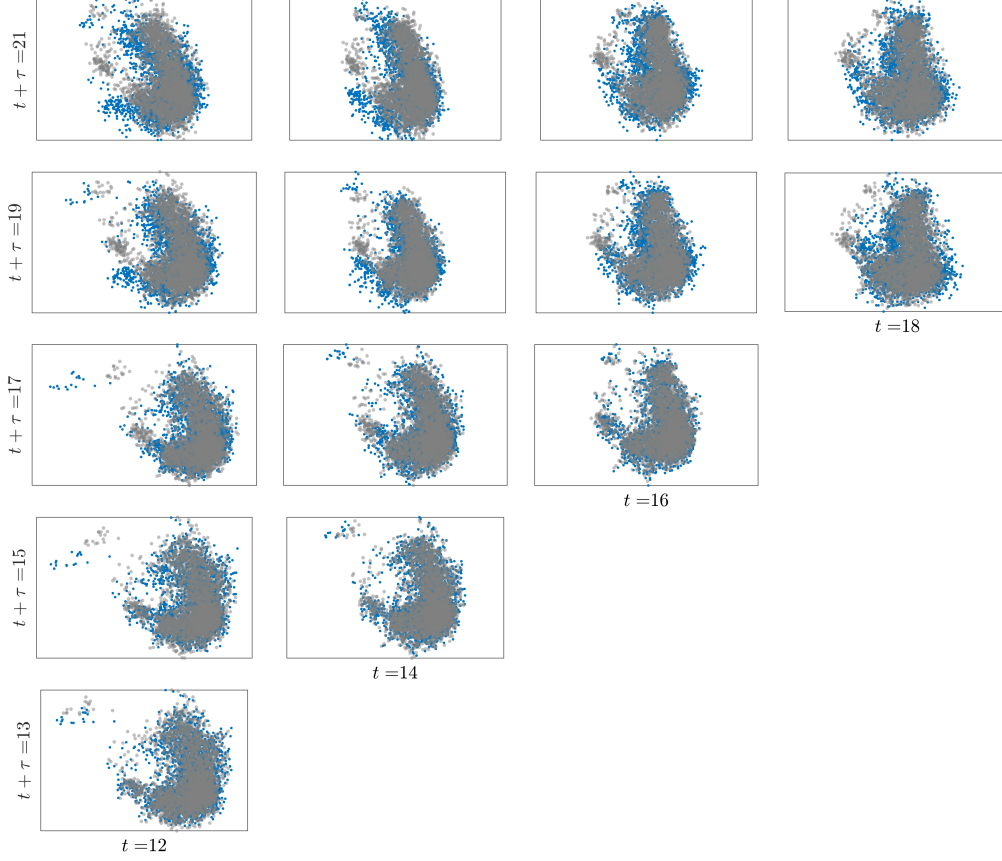 t + τ =21
t + τ =19
t =18
t + τ =17
t =16
t + τ =15
t =14
t + τ =13
t =12